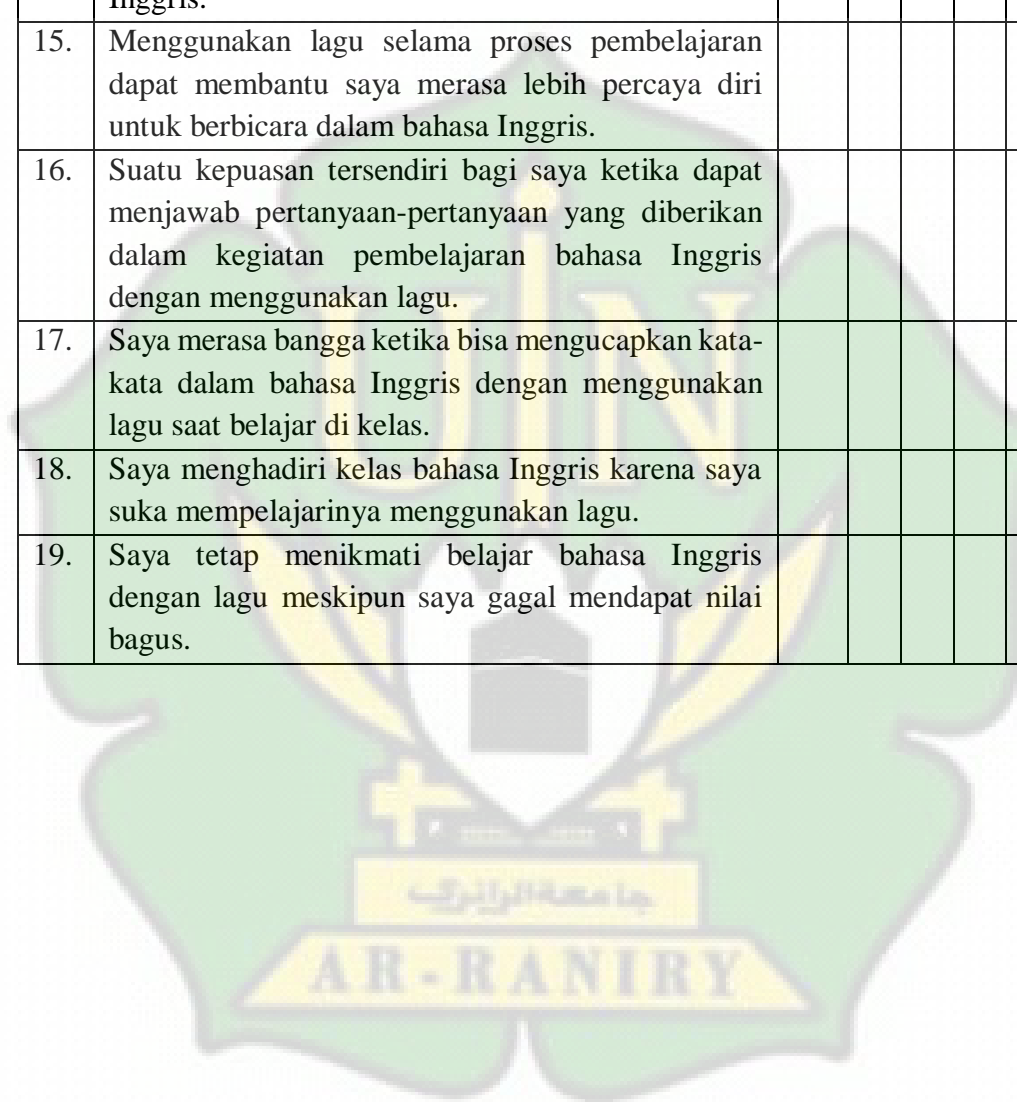 Inggris.
15. Menggunakan lagu selama proses pembelajaran
dapat membantu saya merasa lebih percaya diri
untuk berbicara dalam bahasa Inggris.
16. Suatu kepuasan tersendiri bagi saya ketika dapat
menjawab pertanyaan-pertanyaan yang diberikan
dalam kegiatan pembelajaran bahasa Inggris
dengan menggunakan lagu.
17. Saya merasa bangga ketika bisa mengucapkan kata-
kata dalam bahasa Inggris dengan menggunakan
lagu saat belajar di kelas.
18. Saya menghadiri kelas bahasa Inggris karena saya
suka mempelajarinya menggunakan lagu.
19. Saya tetap menikmati belajar bahasa Inggris
dengan lagu meskipun saya gagal mendapat nilai
bagus.
UIN
جامعة الرانري
AR-RANIRY